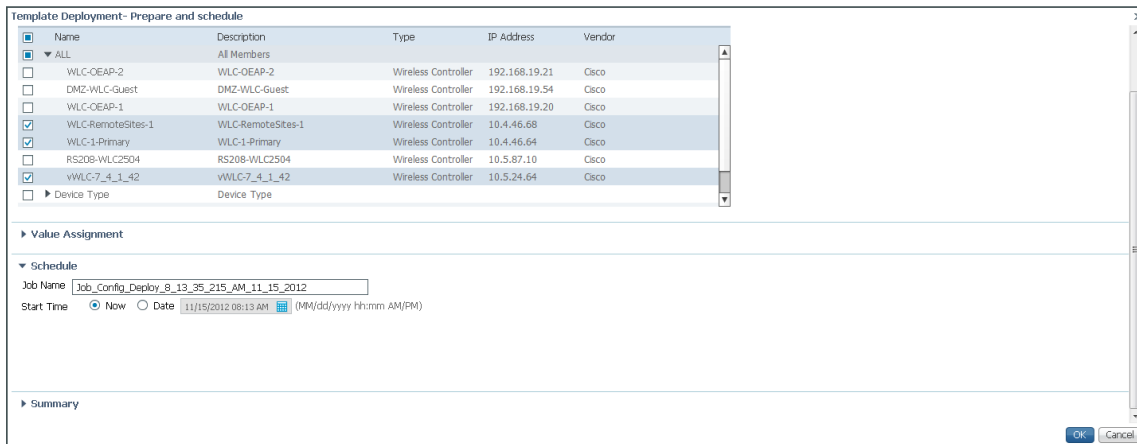 Template Deployment- Prepare and schedule
Name Description Type IP Address Vendor
ALL All Members
WLC-OEAP-2 WLC-OEAP-2 Wireless Controller 192.168.19.21 Cisco
DMZ-WLC-Guest DMZ-WLC-Guest Wireless Controller 192.168.19.54 Cisco
WLC-OEAP-1 WLC-OEAP-1 Wireless Controller 192.168.19.20 Cisco
WLC-RemoteSites-1 WLC-RemoteSites-1 Wireless Controller 10.4.46.68 Cisco
WLC-1-Primary WLC-1-Primary Wireless Controller 10.4.46.64 Cisco
RS208-WLC2504 RS208-WLC2504 Wireless Controller 10.5.87.10 Cisco
vWLC-7_4_1_42 vWLC-7_4_1_42 Wireless Controller 10.5.24.64 Cisco
Device Type Device Type
Value Assignment
Schedule
Job Name Job_Config_Deploy_8_13_35_215_AM_11_15_2012
Start Time Now Date 11/15/2012 08:13 AM (MM/dd/yyyy hh:mm AM/PM)
Summary
OK Cancel